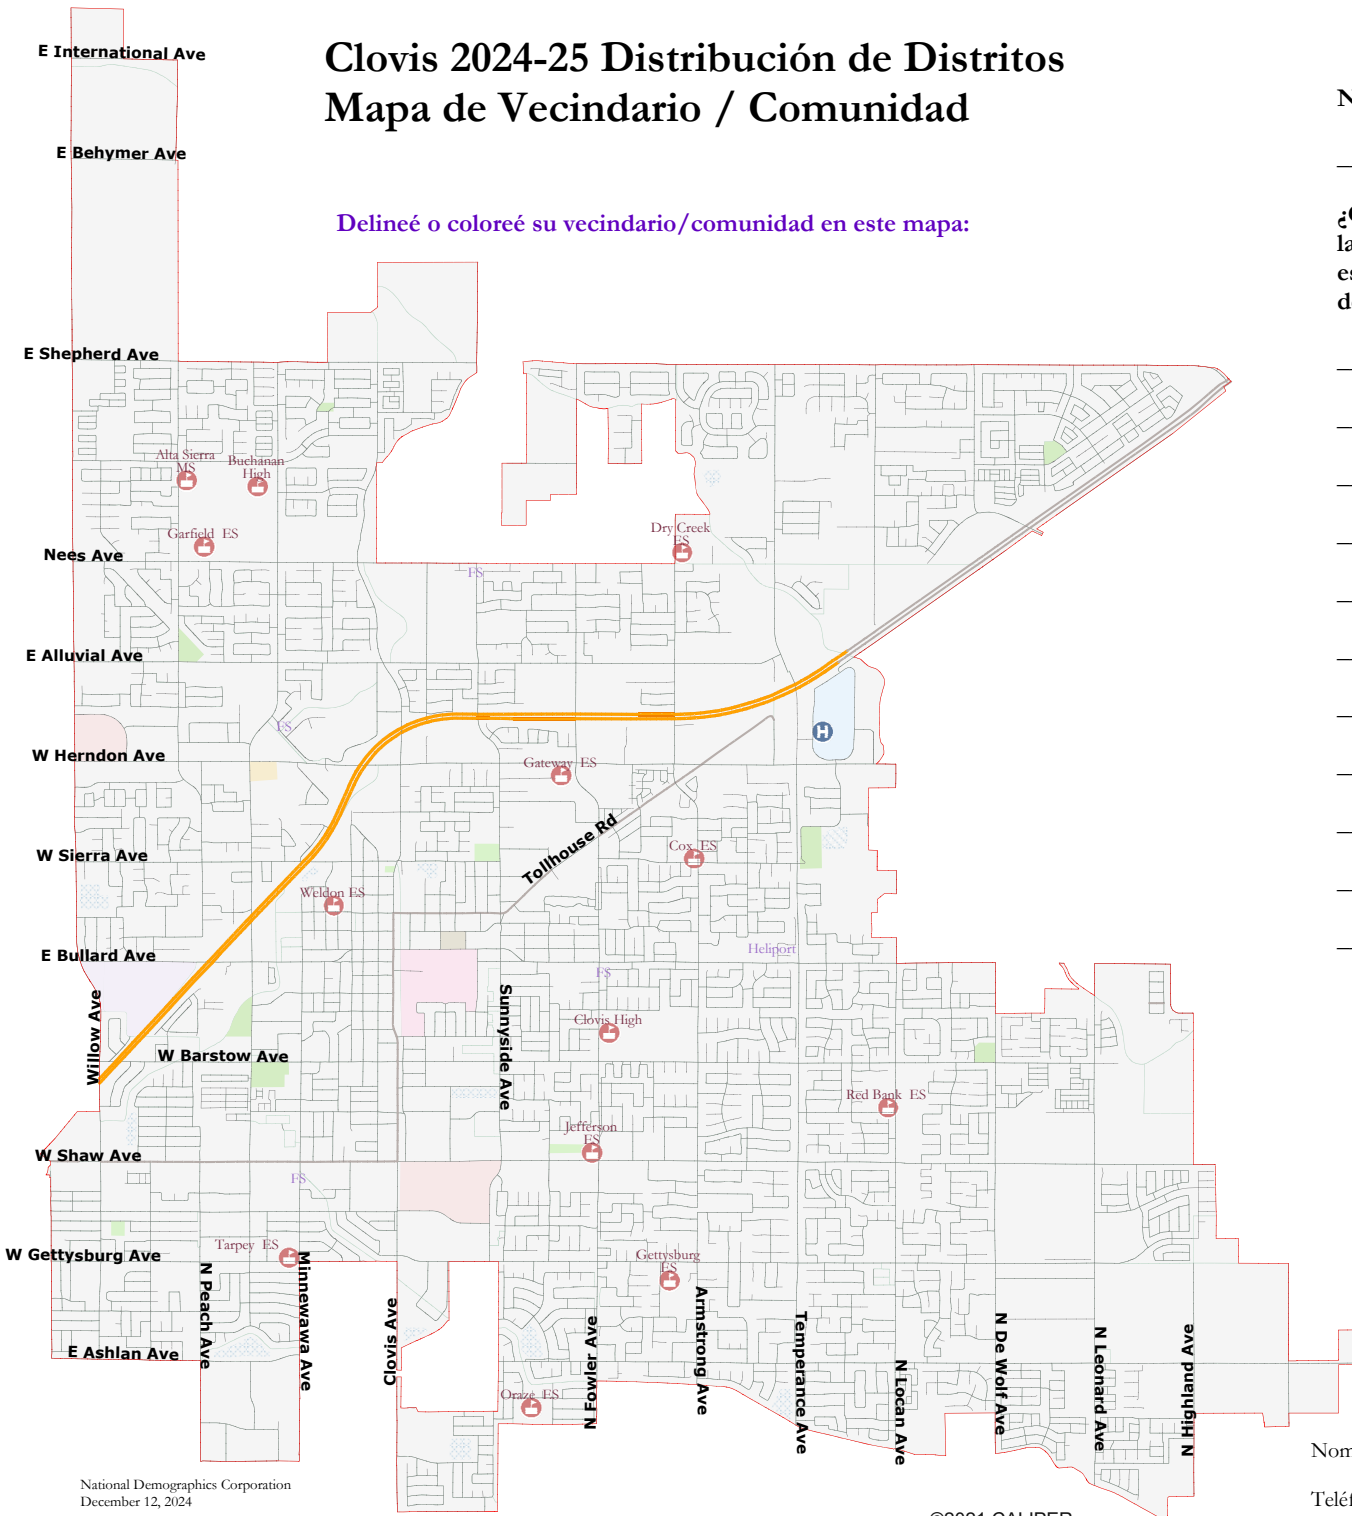 Clovis 2024-25 Distribución de Distritos
Mapa de Vecindario / Comunidad
Delineé o coloreé su vecindario/comunidad en este mapa:
E International Ave
E Behymer Ave
E Shepherd Ave
Alta Sierra
MS
Buchanan
High
Garfield ES
Dry Creek
ES
Nees Ave
FS
E Alluvial Ave
FS
W Herndon Ave
H
Gateway ES
Tollhouse Rd
W Sierra Ave
Cox ES
Weldon ES
E Bullard Ave
Heliport
FS
Willow Ave
Sunnyside Ave
Clovis High
W Barstow Ave
Red Bank ES
Jefferson
ES
W Shaw Ave
FS
Tarpey ES
W Gettysburg Ave
Gettysburg
ES
N Peach Ave
Minnewawa Ave
Clovis Ave
N Fowler Ave
Armstrong Ave
Temperance Ave
N Locan Ave
N De Wolf Ave
N Leonard Ave
N Highland Ave
E Ashlan Ave
Oraze ES
National Demographics Corporation
December 12, 2024
N
la
es
d
Nom
Teléf